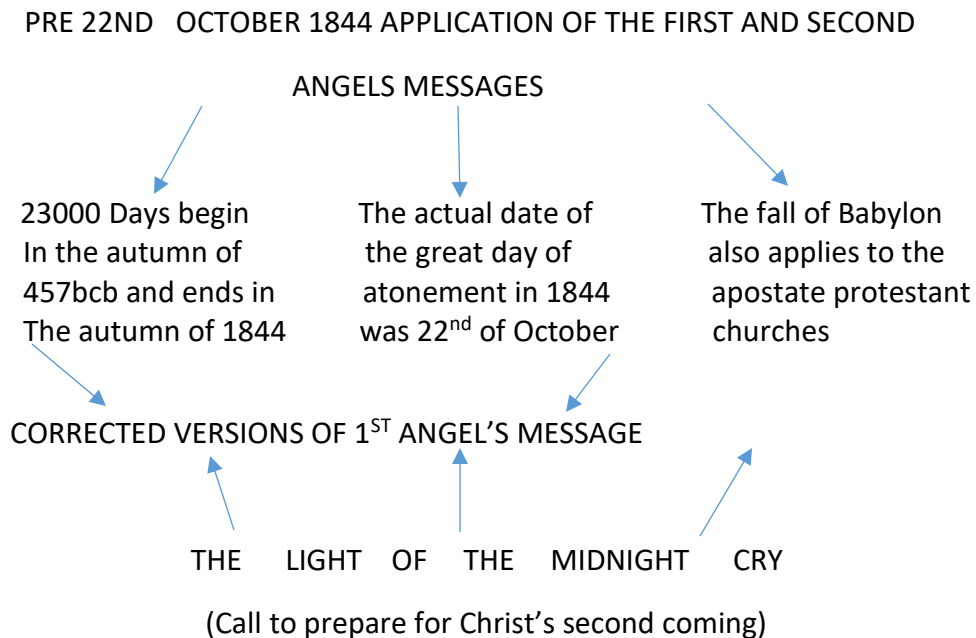 PRE 22ND OCTOBER 1844 APPLICATION OF THE FIRST AND SECOND
ANGELS MESSAGES
23000 Days begin
In the autumn of
457bcb and ends in
The autumn of 1844
The actual date of
the great day of
atonement in 1844
was 22nd of October
The fall of Babylon
also applies to the
apostate protestant
churches
CORRECTED VERSIONS OF 1ST ANGEL'S MESSAGE
THE LIGHT OF THE MIDNIGHT CRY
(Call to prepare for Christ's second coming)